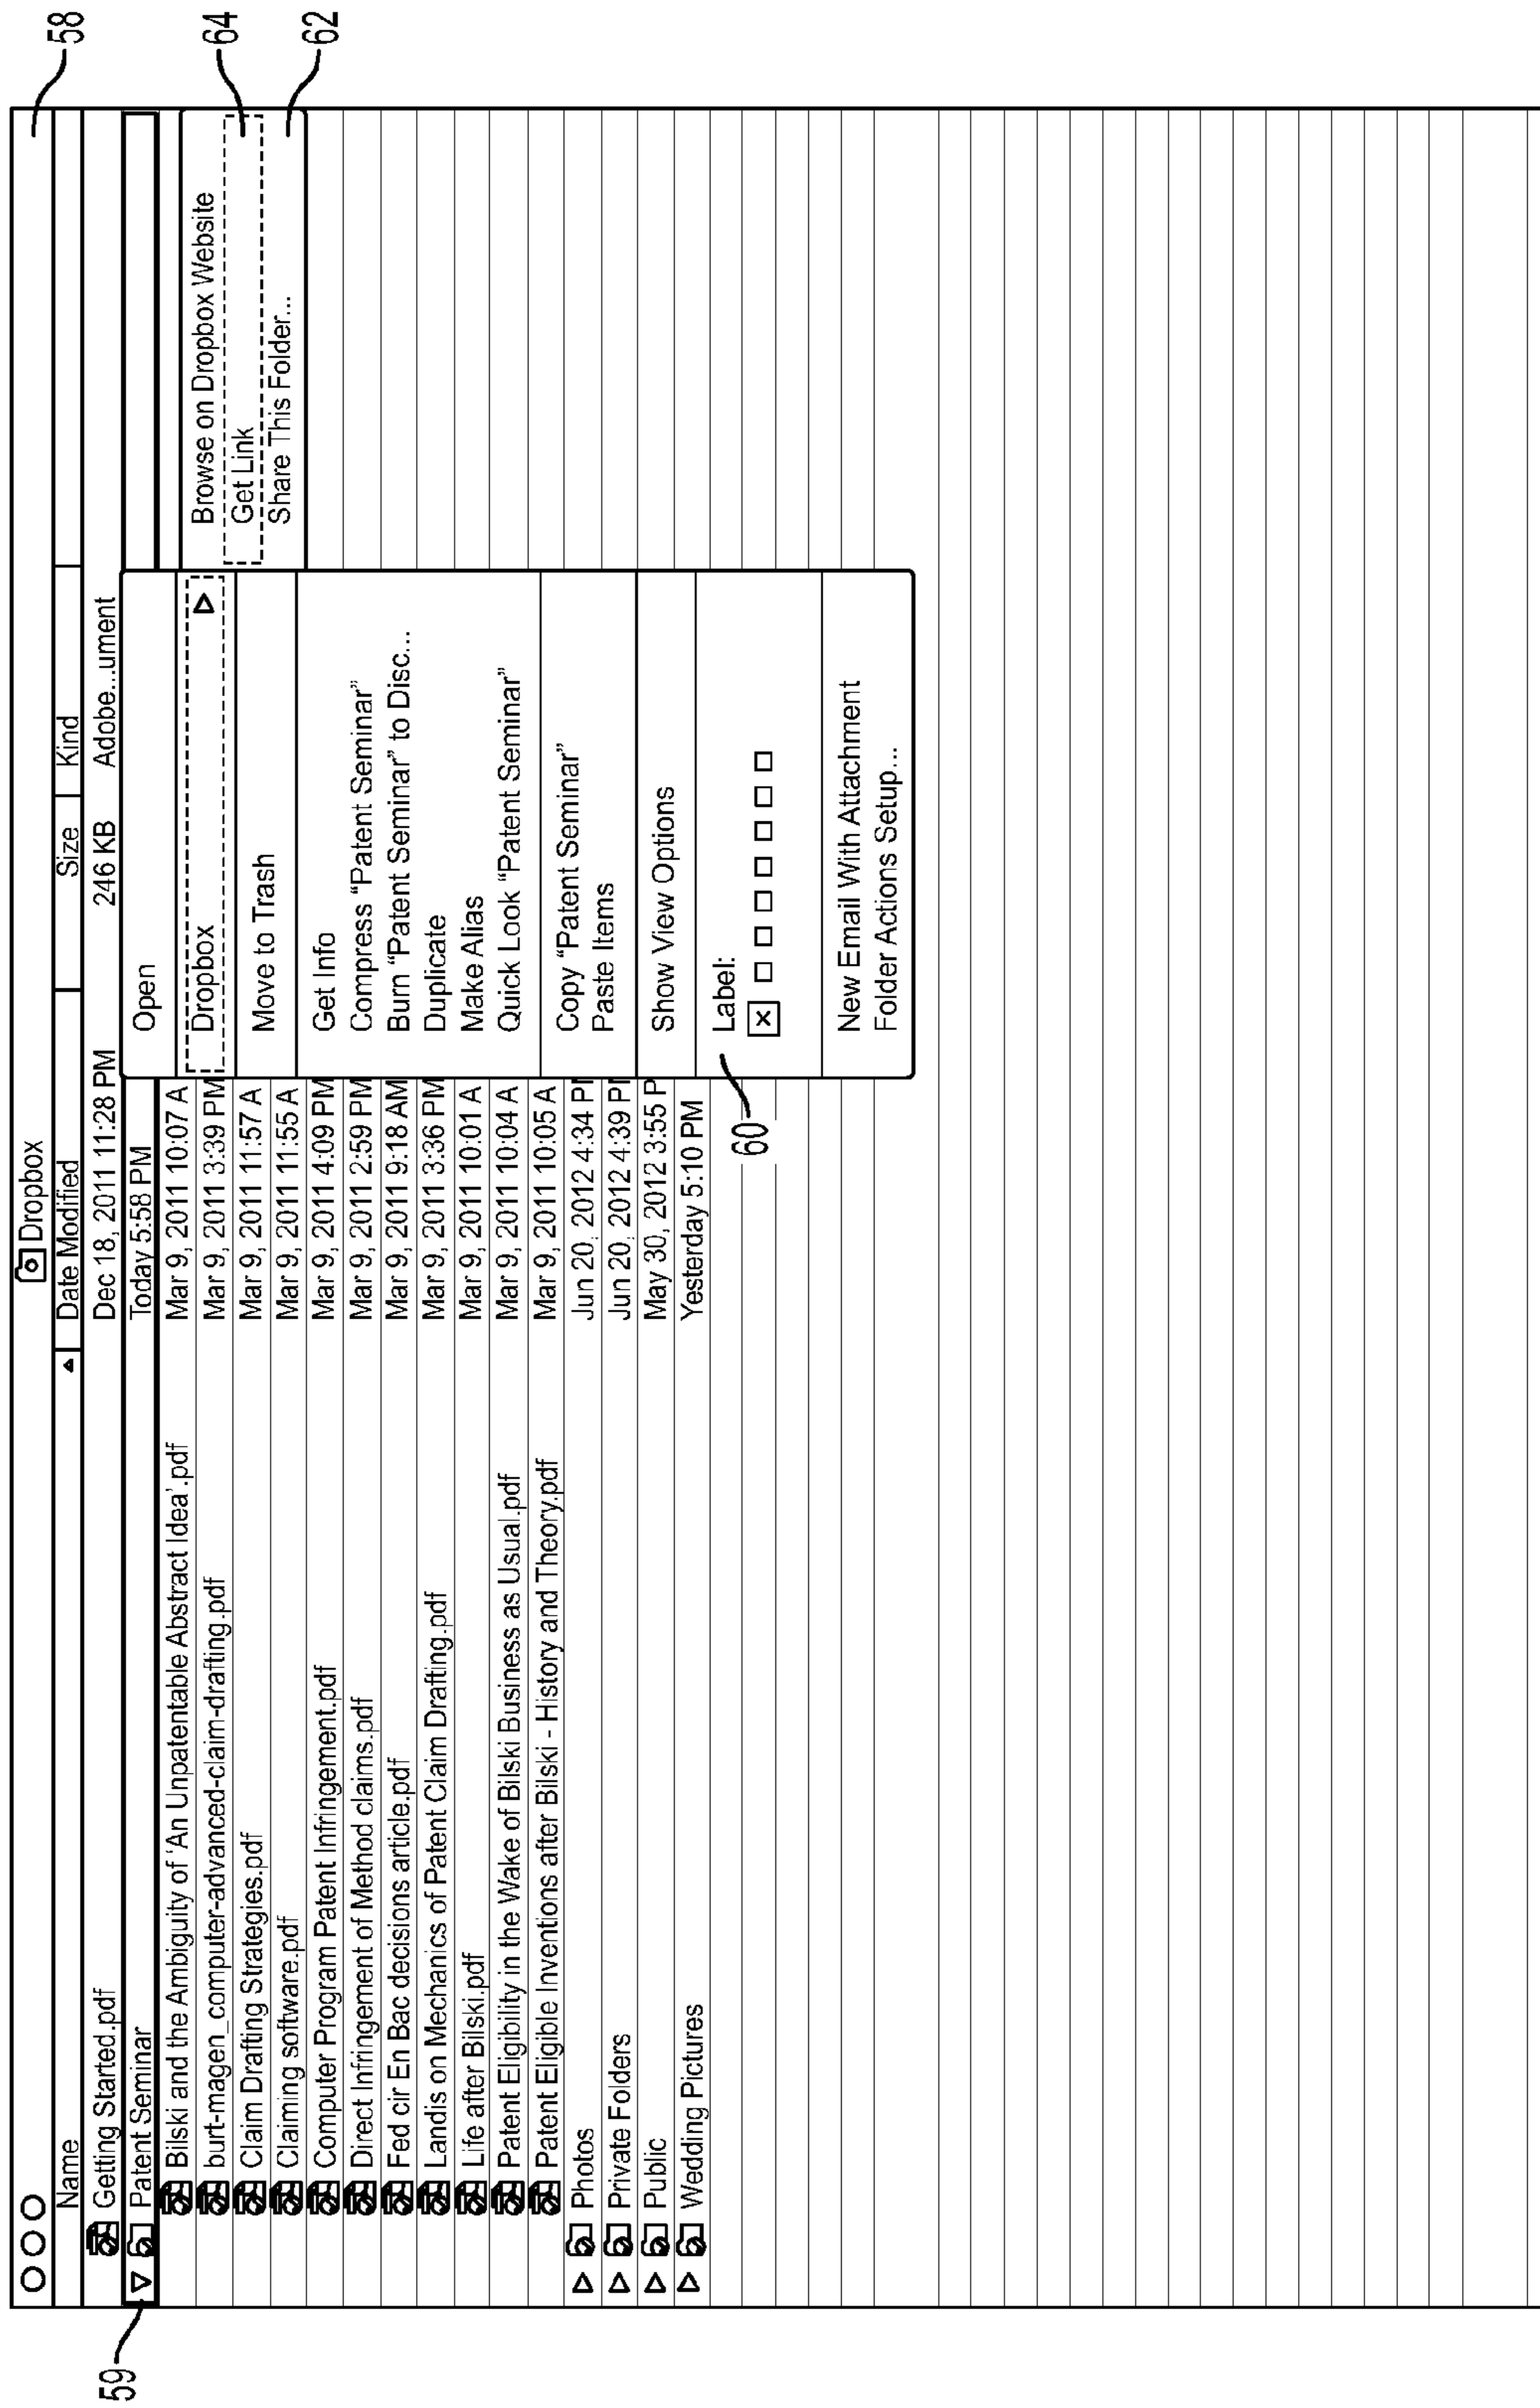 58
Dropbox
Name Date Modified Size Kind
Getting Started.pdf Dec 18, 2011 11:28 PM 246 KB Adobe...ument
59
Patent Seminar Today 5:58 PM
Bilski and the Ambiguity of 'An Unpatentable Abstract Idea'.pdf Mar 9, 2011 10:07 A
burt-magen_computer-advanced-claim-drafting.pdf Mar 9, 2011 3:39 PM
Claim Drafting Strategies.pdf Mar 9, 2011 11:57 A
Claiming software.pdf Mar 9, 2011 11:55 A
Computer Program Patent Infringement.pdf Mar 9, 2011 4:09 PM
Direct Infringement of Method claims.pdf Mar 9, 2011 2:59 PM
Fed cir En Bac decisions article.pdf Mar 9, 2011 9:18 AM
Landis on Mechanics of Patent Claim Drafting.pdf Mar 9, 2011 3:36 PM
Life after Bilski.pdf Mar 9, 2011 10:01 A
Patent Eligibility in the Wake of Bilski Business as Usual.pdf Mar 9, 2011 10:04 A
Patent Eligible Inventions after Bilski - History and Theory.pdf Mar 9, 2011 10:05 A
Photos Jun 20, 2012 4:34 PM
Private Folders Jun 20, 2012 4:39 PM
Public May 30, 2012 3:55 P
Wedding Pictures Yesterday 5:10 PM
Open
Dropbox
Move to Trash
Get Info
Compress “Patent Seminar”
Burn “Patent Seminar” to Disc...
Duplicate
Make Alias
Quick Look “Patent Seminar”
Copy “Patent Seminar”
Paste Items
Show View Options
Label:
60
New Email With Attachment
Folder Actions Setup...
Browse on Dropbox Website
Get Link
64
Share This Folder...
62